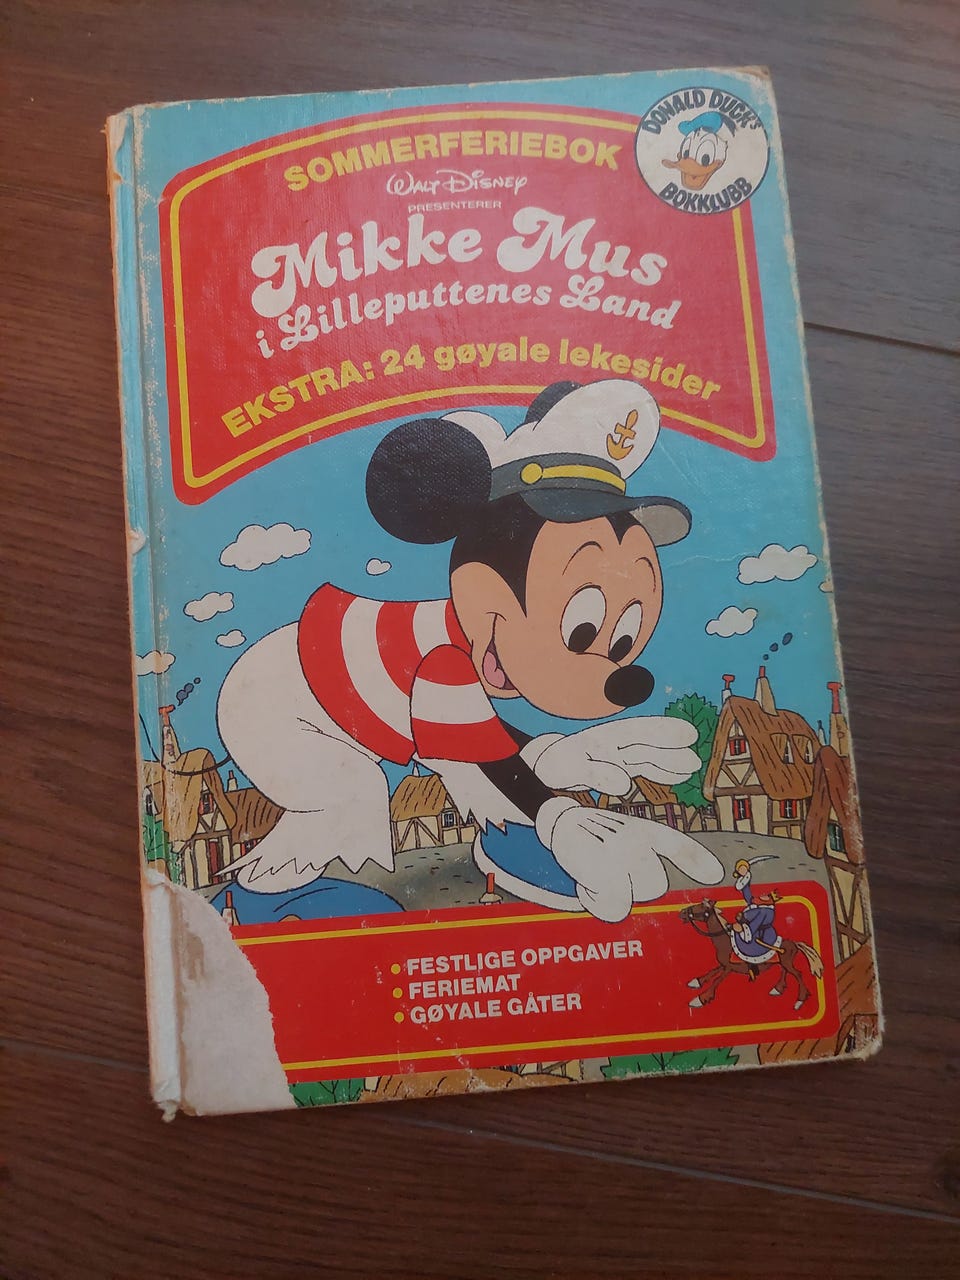 SOMMERFERIEBOK
DONALD DUCK's
BOKKLUBB
WALT DISNEY
PRESENTERER
Mikke Mus
i Lilleputtenes Land
EKSTRA: 24 gøyale lekesider
• FESTLIGE OPPGAVER
• FERIEMAT
• GØYALE GÅTER